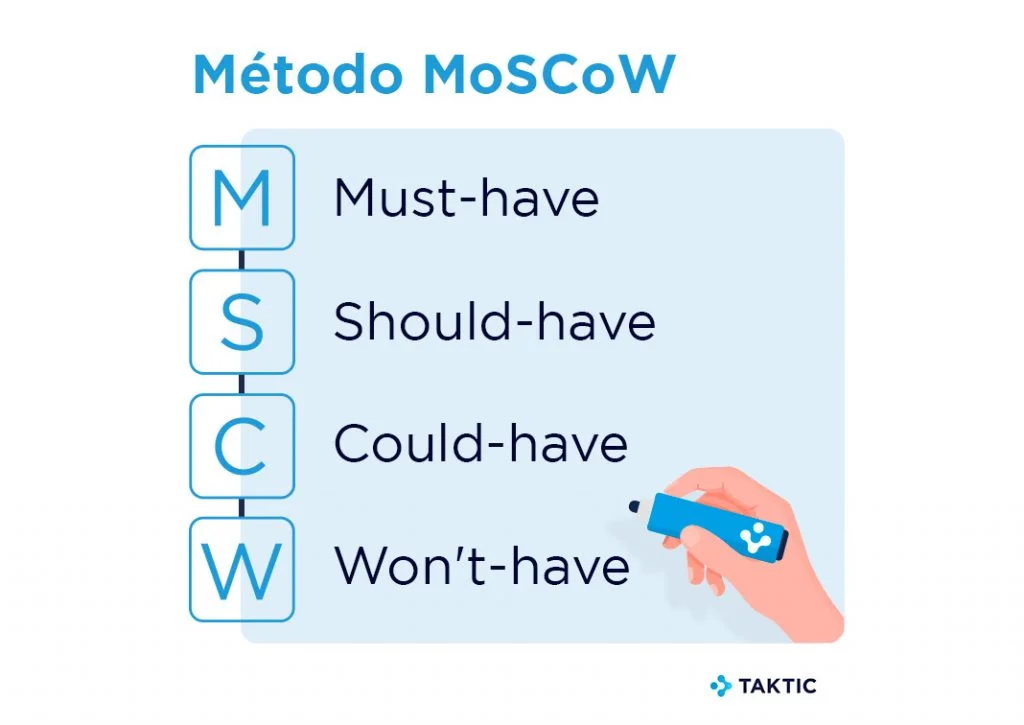 Método MoSCoW
M Must-have
S Should-have
C Could-have
W Won't-have
TAKTIC